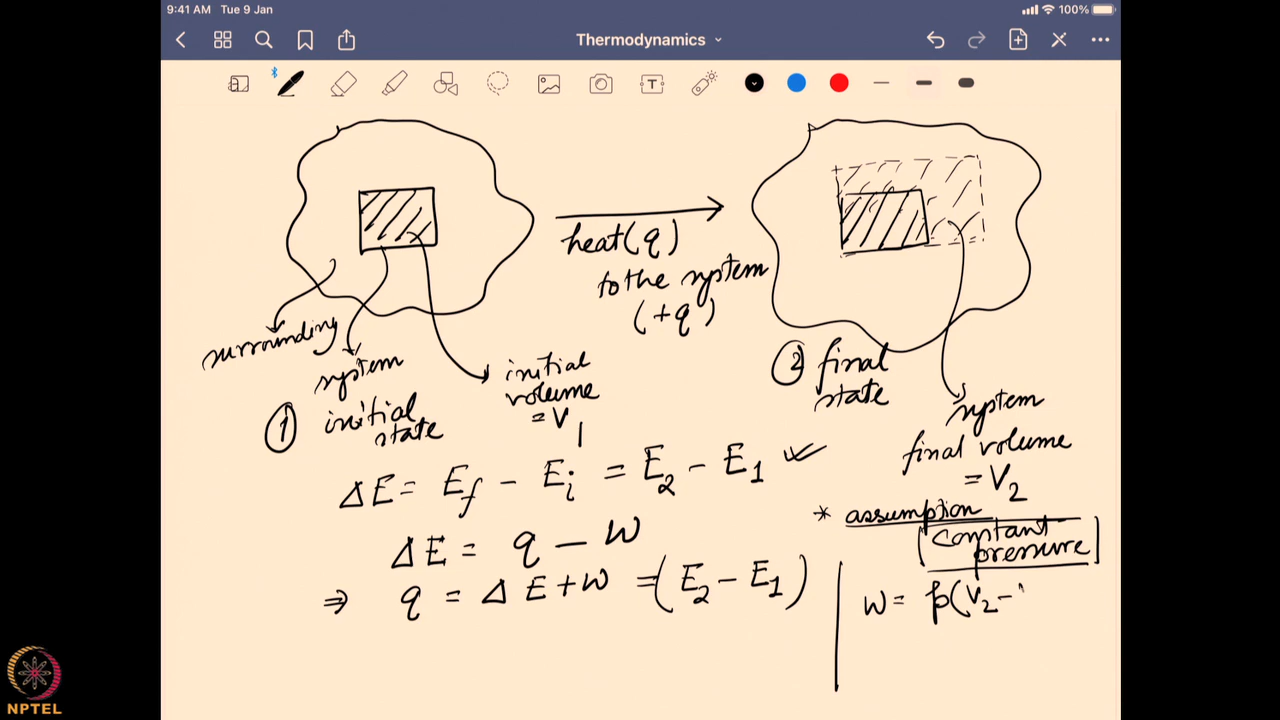 9:41 AM Tue 9 Jan
100%
Thermodynamics
T
heat(q)
to the system
(+q)
surrounding
system
① initial
state
initial
volume
= V1
② final
state
system
final volume
= V2
ΔE = Ef - Ei = E2 - E1
* assumption
[constant
pressure]
ΔE = q - W
⇒ q = ΔE + W = (E2 - E1)
W = p(V2 -
NPTEL